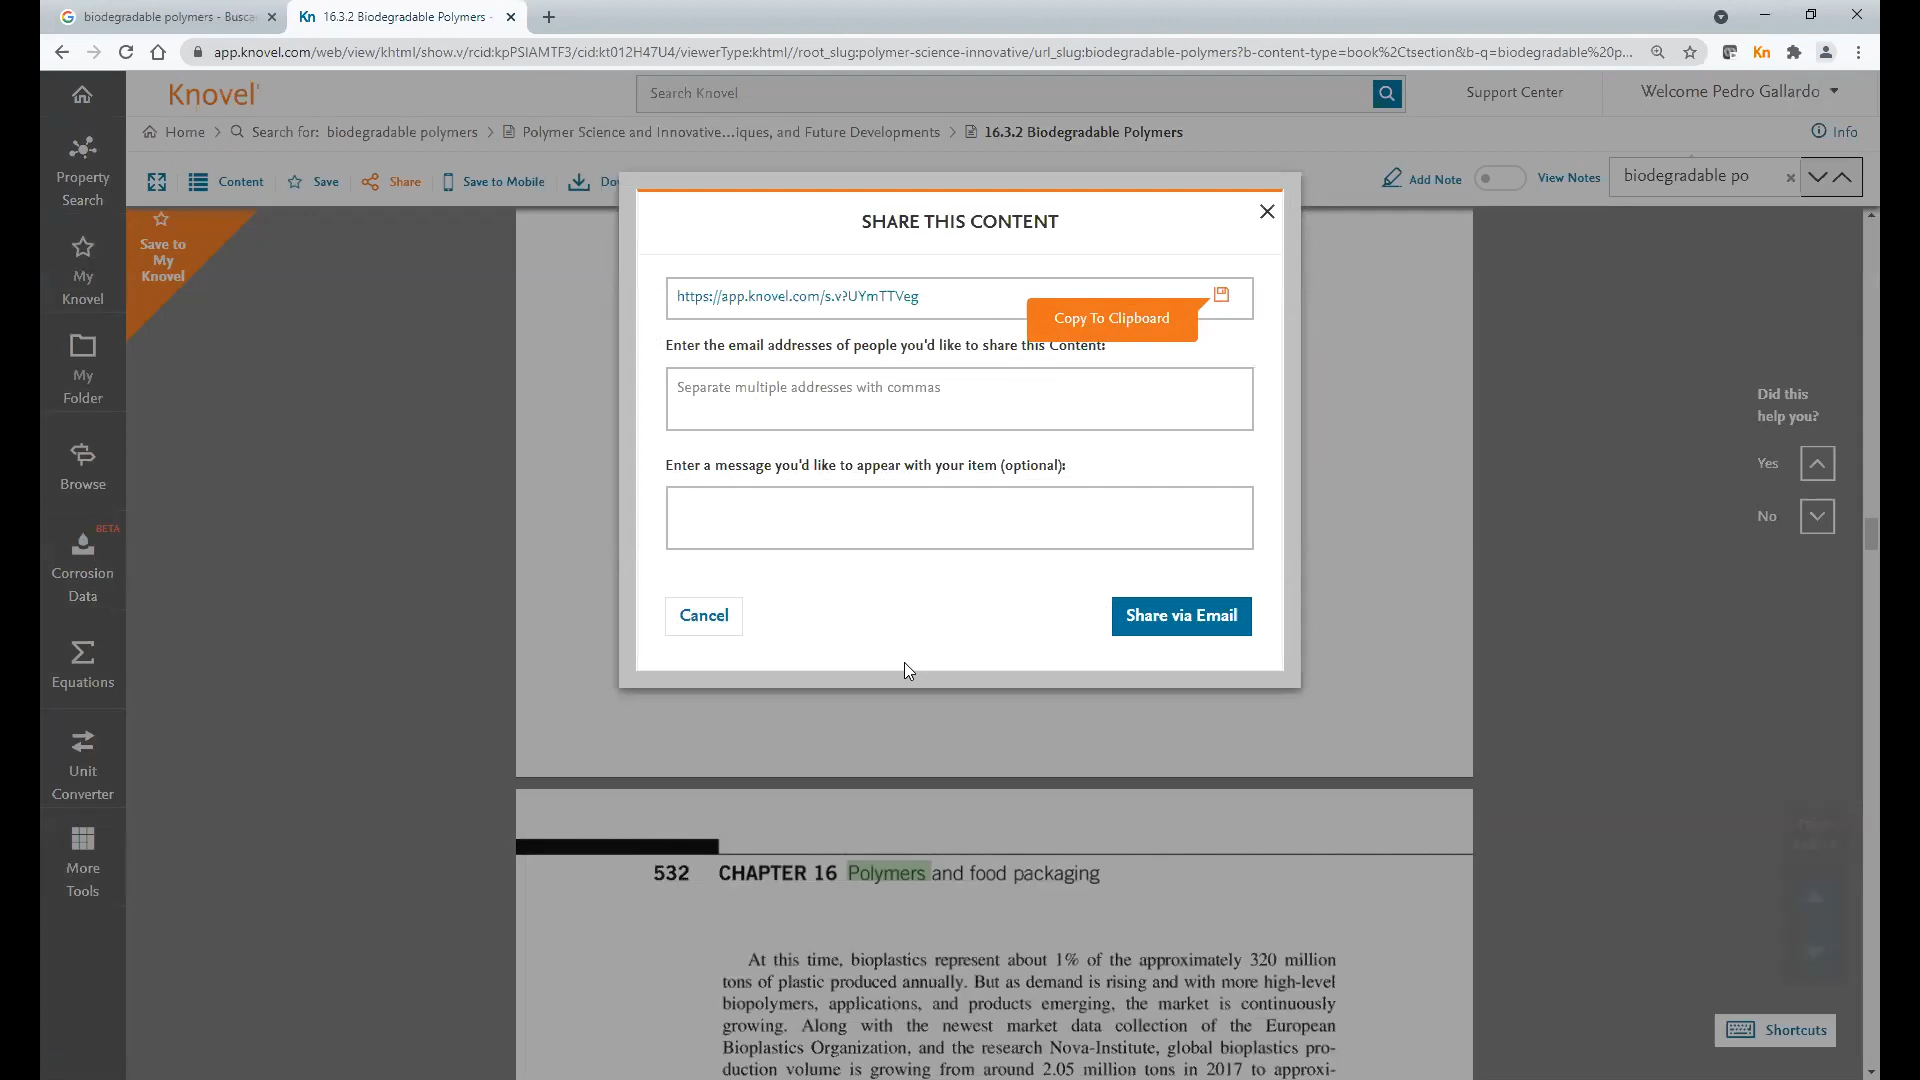 biodegradable polymers - Busca
16.3.2 Biodegradable Polymers -
app.knovel.com/web/view/khtml/show.v/rcid:kpPSIAMTF3/cid:kt012H47U4/viewerType:khtml//root_slug:polymer-science-innovative/url_slug:biodegradable-polymers?b-content-type=book%2Ctsection&b-q=biodegradable%20p...
Kn
Knovel
Search Knovel
Support Center
Welcome Pedro Gallardo
Home
Search for: biodegradable polymers
Polymer Science and Innovative...iques, and Future Developments
16.3.2 Biodegradable Polymers
Info
Content
Save
Share
Save to Mobile
Dow
Add Note
View Notes
biodegradable po
Property
Search
My
Knovel
My
Folder
Browse
BETA
Corrosion
Data
Equations
Unit
Converter
More
Tools
Save to
My
Knovel
SHARE THIS CONTENT
https://app.knovel.com/s.v?UYmTTVeg
Copy To Clipboard
Enter the email addresses of people you'd like to share this Content:
Separate multiple addresses with commas
Enter a message you'd like to appear with your item (optional):
Cancel
Share via Email
Did this
help you?
Yes
No
532 CHAPTER 16 Polymers and food packaging
At this time, bioplastics represent about 1% of the approximately 320 million
tons of plastic produced annually. But as demand is rising and with more high-level
biopolymers, applications, and products emerging, the market is continuously
growing. Along with the newest market data collection of the European
Bioplastics Organization, and the research Nova-Institute, global bioplastics pro-
duction volume is growing from around 2.05 million tons in 2017 to approxi-
Shortcuts